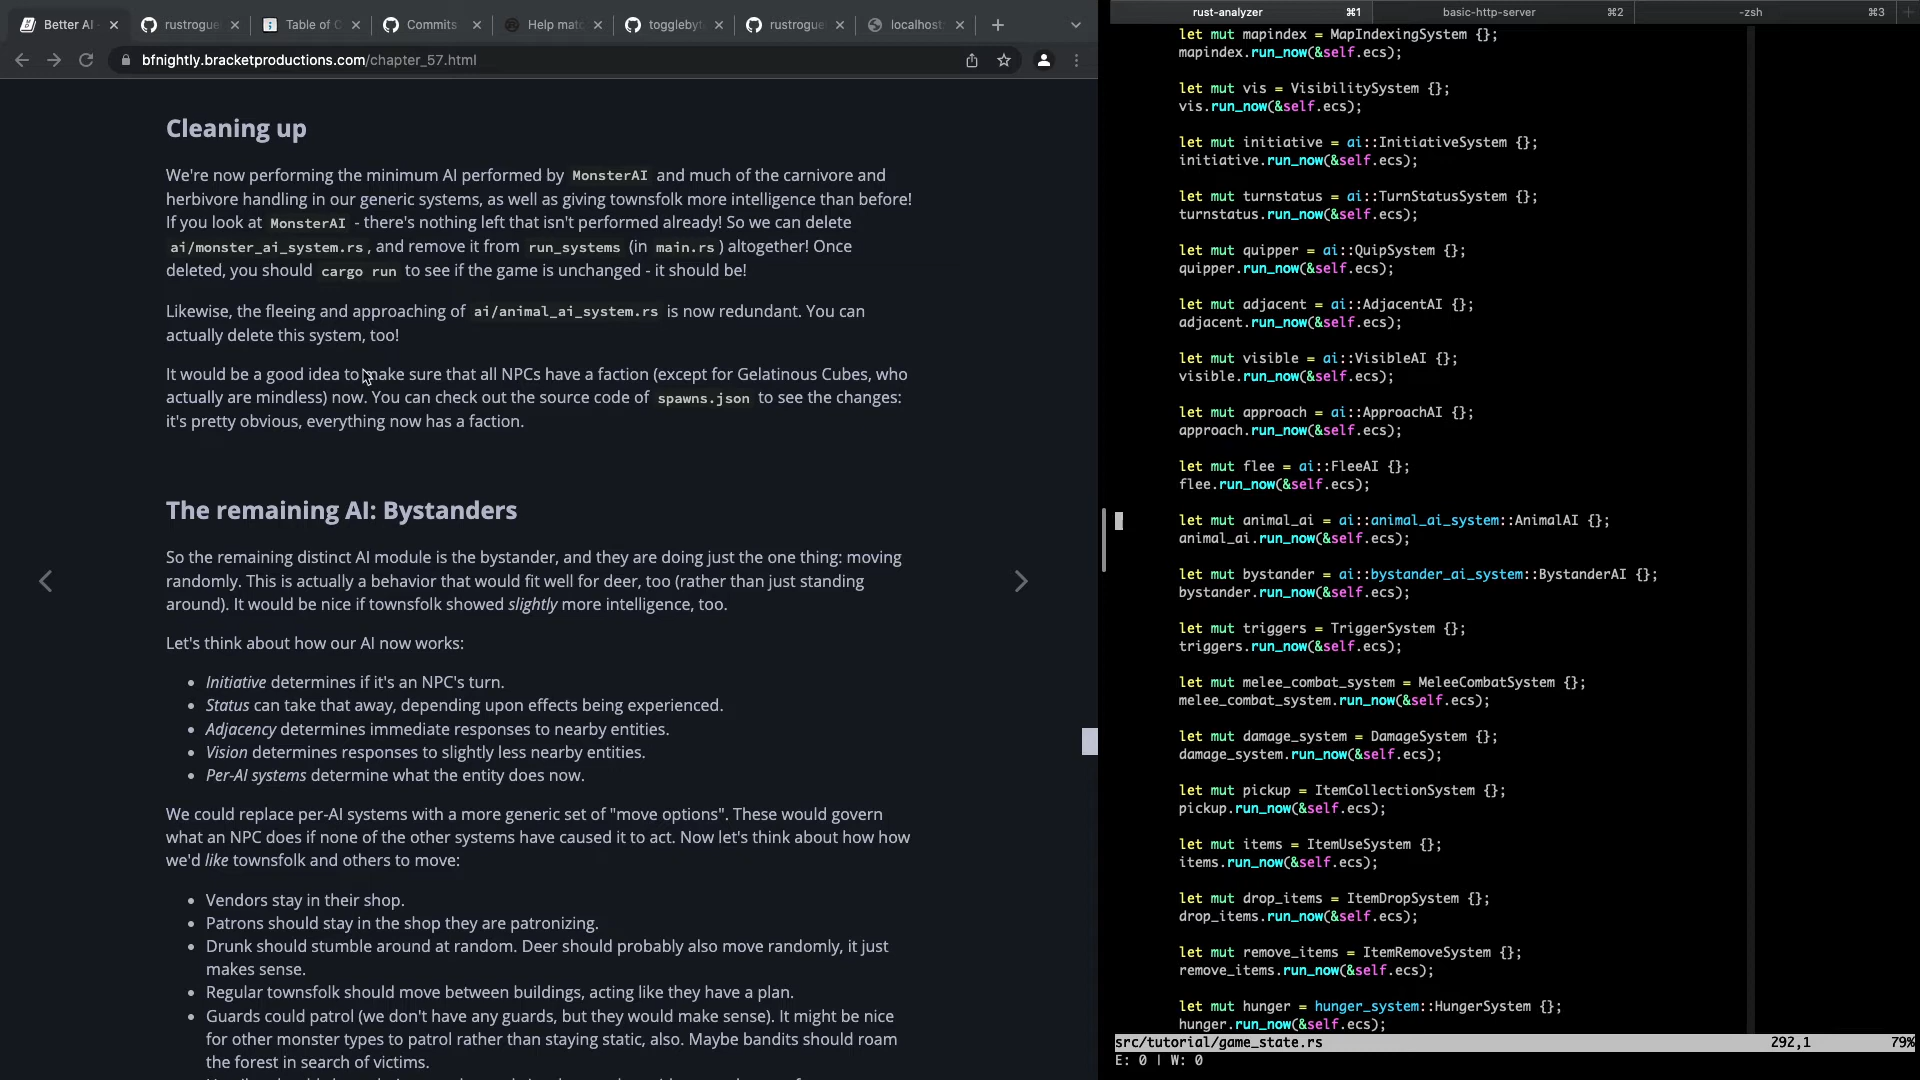 Better AI
rustrogue
Table of C
Commits
Help mat
toggleby
rustrogue
localhost
bfnightly.bracketproductions.com/chapter_57.html
Cleaning up
We're now performing the minimum AI performed by MonsterAI and much of the carnivore and
herbivore handling in our generic systems, as well as giving townsfolk more intelligence than before!
If you look at MonsterAI - there's nothing left that isn't performed already! So we can delete
ai/monster_ai_system.rs, and remove it from run_systems (in main.rs) altogether! Once
deleted, you should cargo run to see if the game is unchanged - it should be!
Likewise, the fleeing and approaching of ai/animal_ai_system.rs is now redundant. You can
actually delete this system, too!
It would be a good idea to make sure that all NPCs have a faction (except for Gelatinous Cubes, who
actually are mindless) now. You can check out the source code of spawns.json to see the changes:
it's pretty obvious, everything now has a faction.
The remaining AI: Bystanders
So the remaining distinct AI module is the bystander, and they are doing just the one thing: moving
randomly. This is actually a behavior that would fit well for deer, too (rather than just standing
around). It would be nice if townsfolk showed slightly more intelligence, too.
Let's think about how our AI now works:
• Initiative determines if it's an NPC's turn.
• Status can take that away, depending upon effects being experienced.
• Adjacency determines immediate responses to nearby entities.
• Vision determines responses to slightly less nearby entities.
• Per-AI systems determine what the entity does now.
We could replace per-AI systems with a more generic set of "move options". These would govern
what an NPC does if none of the other systems have caused it to act. Now let's think about how how
we'd like townsfolk and others to move:
• Vendors stay in their shop.
• Patrons should stay in the shop they are patronizing.
• Drunk should stumble around at random. Deer should probably also move randomly, it just
makes sense.
• Regular townsfolk should move between buildings, acting like they have a plan.
• Guards could patrol (we don't have any guards, but they would make sense). It might be nice
for other monster types to patrol rather than staying static, also. Maybe bandits should roam
the forest in search of victims.
rust-analyzer ⌘1
basic-http-server ⌘2
-zsh ⌘3
let mut mapindex = MapIndexingSystem {};
mapindex.run_now(&self.ecs);
let mut vis = VisibilitySystem {};
vis.run_now(&self.ecs);
let mut initiative = ai::InitiativeSystem {};
initiative.run_now(&self.ecs);
let mut turnstatus = ai::TurnStatusSystem {};
turnstatus.run_now(&self.ecs);
let mut quipper = ai::QuipSystem {};
quipper.run_now(&self.ecs);
let mut adjacent = ai::AdjacentAI {};
adjacent.run_now(&self.ecs);
let mut visible = ai::VisibleAI {};
visible.run_now(&self.ecs);
let mut approach = ai::ApproachAI {};
approach.run_now(&self.ecs);
let mut flee = ai::FleeAI {};
flee.run_now(&self.ecs);
let mut animal_ai = ai::animal_ai_system::AnimalAI {};
animal_ai.run_now(&self.ecs);
let mut bystander = ai::bystander_ai_system::BystanderAI {};
bystander.run_now(&self.ecs);
let mut triggers = TriggerSystem {};
triggers.run_now(&self.ecs);
let mut melee_combat_system = MeleeCombatSystem {};
melee_combat_system.run_now(&self.ecs);
let mut damage_system = DamageSystem {};
damage_system.run_now(&self.ecs);
let mut pickup = ItemCollectionSystem {};
pickup.run_now(&self.ecs);
let mut items = ItemUseSystem {};
items.run_now(&self.ecs);
let mut drop_items = ItemDropSystem {};
drop_items.run_now(&self.ecs);
let mut remove_items = ItemRemoveSystem {};
remove_items.run_now(&self.ecs);
let mut hunger = hunger_system::HungerSystem {};
hunger.run_now(&self.ecs);
src/tutorial/game_state.rs 292,1 79%
E: 0 | W: 0